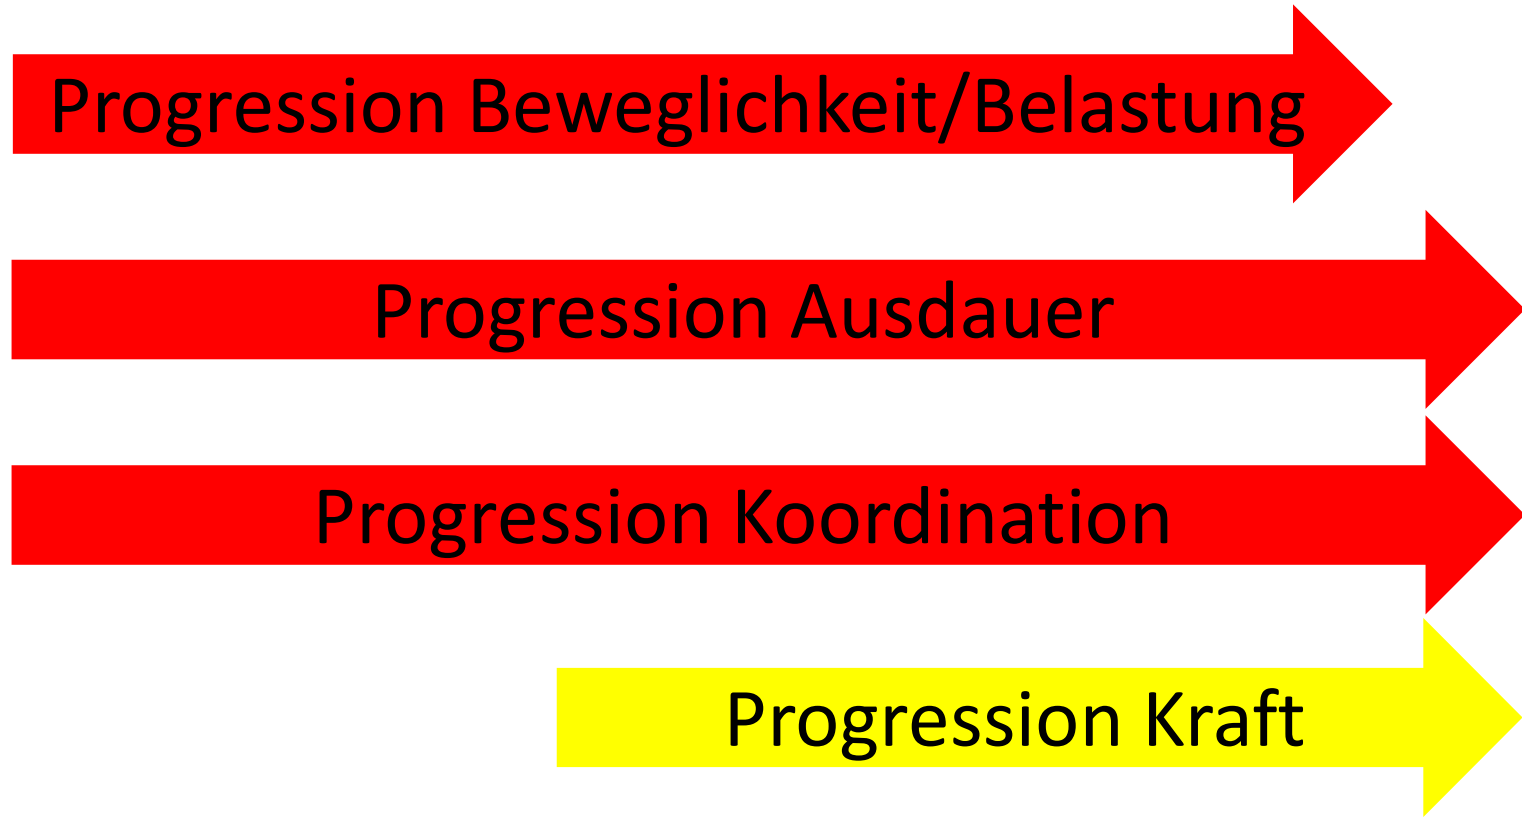 Progression Beweglichkeit/Belastung
Progression Ausdauer
Progression Koordination
Progression Kraft